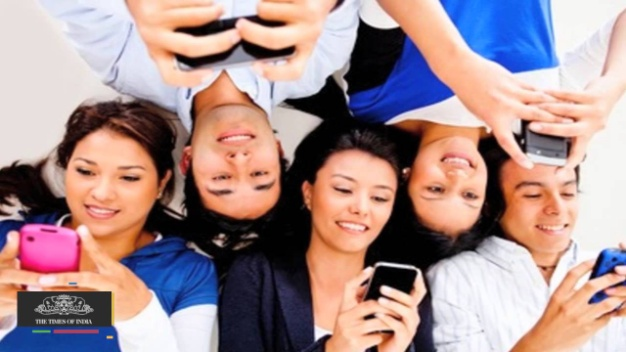 THE TIMES OF INDIA